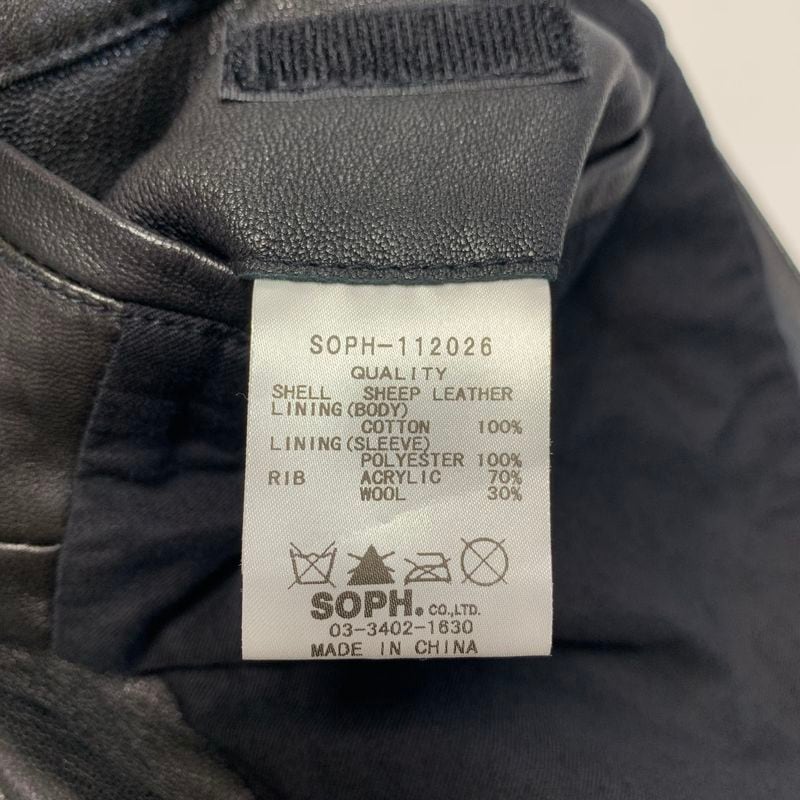 SOPH-112026
QUALITY
SHELL SHEEP LEATHER
LINING(BODY)
COTTON 100%
LINING(SLEEVE)
POLYESTER 100%
RIB ACRYLIC 70%
WOOL 30%
SOPH. CO.,LTD.
03-3402-1630
MADE IN CHINA